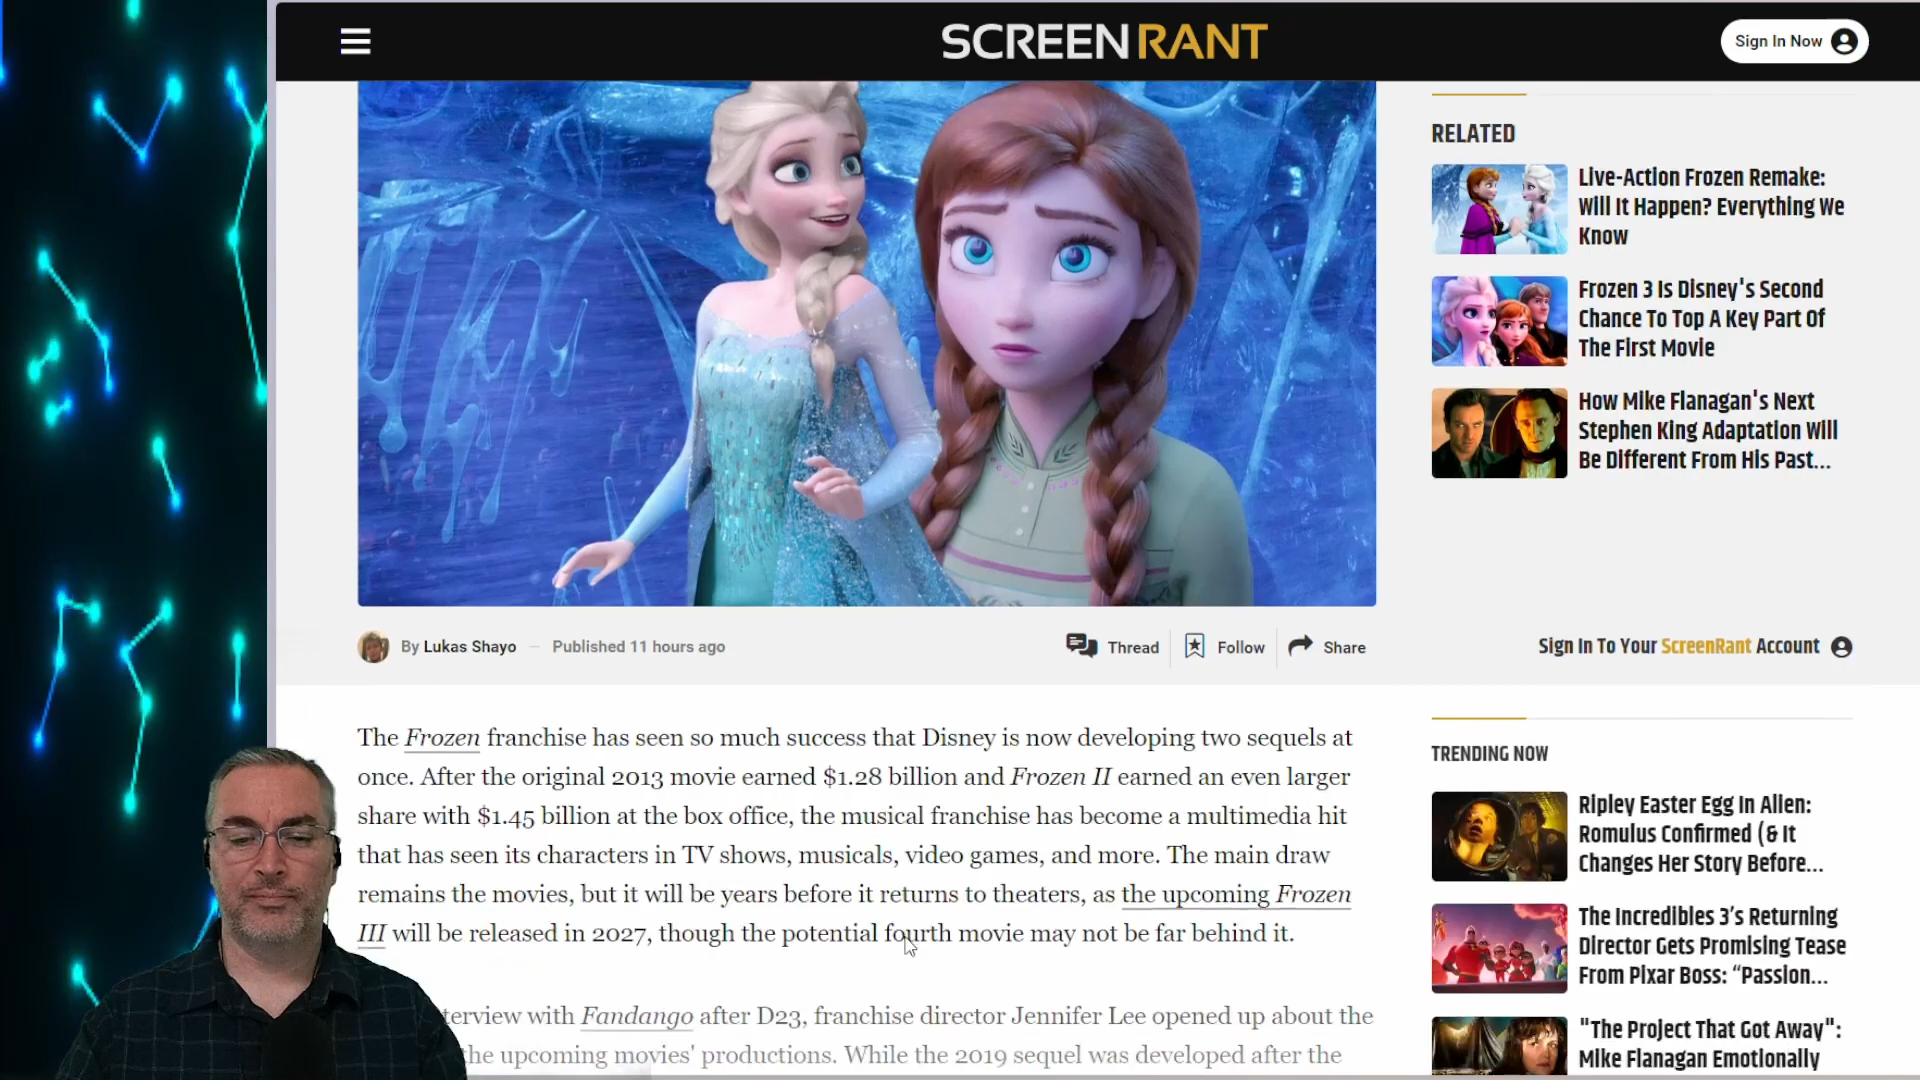 SCREENRANT
Sign In Now
RELATED
Live-Action Frozen Remake:
Will It Happen? Everything We
Know
Frozen 3 Is Disney's Second
Chance To Top A Key Part Of
The First Movie
How Mike Flanagan's Next
Stephen King Adaptation Will
Be Different From His Past...
By Lukas Shayo — Published 11 hours ago
Thread
Follow
Share
Sign In To Your ScreenRant Account
The Frozen franchise has seen so much success that Disney is now developing two sequels at
once. After the original 2013 movie earned $1.28 billion and Frozen II earned an even larger
share with $1.45 billion at the box office, the musical franchise has become a multimedia hit
that has seen its characters in TV shows, musicals, video games, and more. The main draw
remains the movies, but it will be years before it returns to theaters, as the upcoming Frozen
III will be released in 2027, though the potential fourth movie may not be far behind it.
terview with Fandango after D23, franchise director Jennifer Lee opened up about the
the upcoming movies' productions. While the 2019 sequel was developed after the
TRENDING NOW
Ripley Easter Egg In Alien:
Romulus Confirmed (& It
Changes Her Story Before...
The Incredibles 3's Returning
Director Gets Promising Tease
From Pixar Boss: “Passion...
"The Project That Got Away":
Mike Flanagan Emotionally